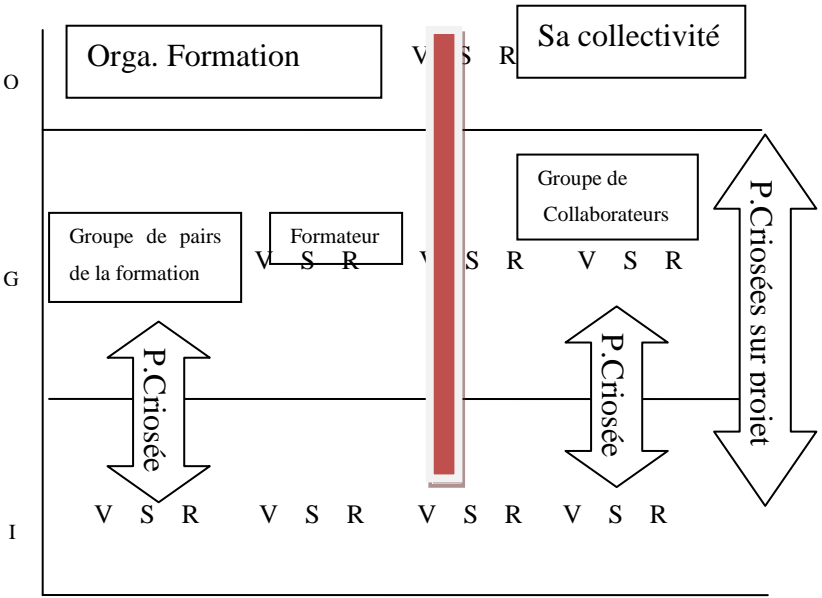 Orga. Formation
V S R
Sa collectivité
O
Groupe de
Collaborateurs
Groupe de pairs
de la formation
Formateur
V S R
V S R
V S R
G
P.Criosées sur projet
P.Criosée
P.Criosée
V S R
V S R
V S R
V S R
I